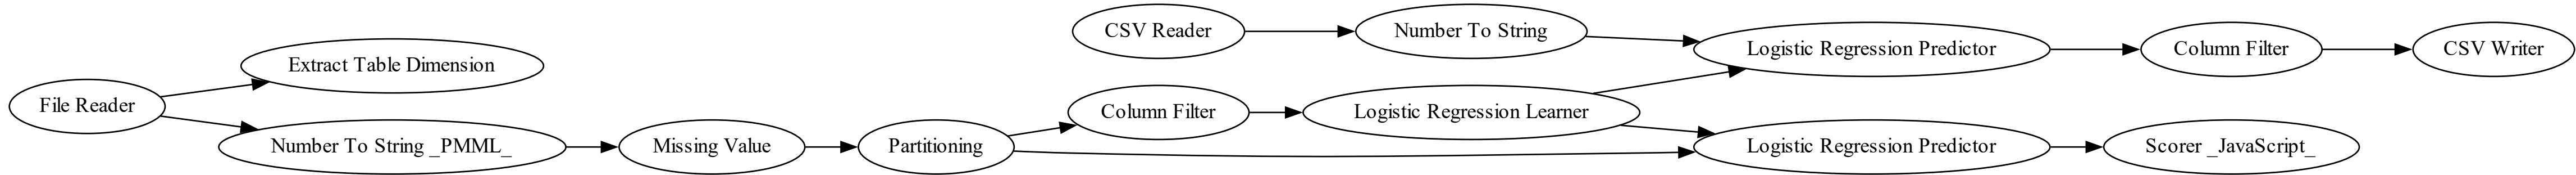 File Reader
Extract Table Dimension
Number To String _PMML_
Missing Value
Partitioning
CSV Reader
Column Filter
Number To String
Logistic Regression Learner
Logistic Regression Predictor
Logistic Regression Predictor
Column Filter
Scorer _JavaScript_
CSV Writer